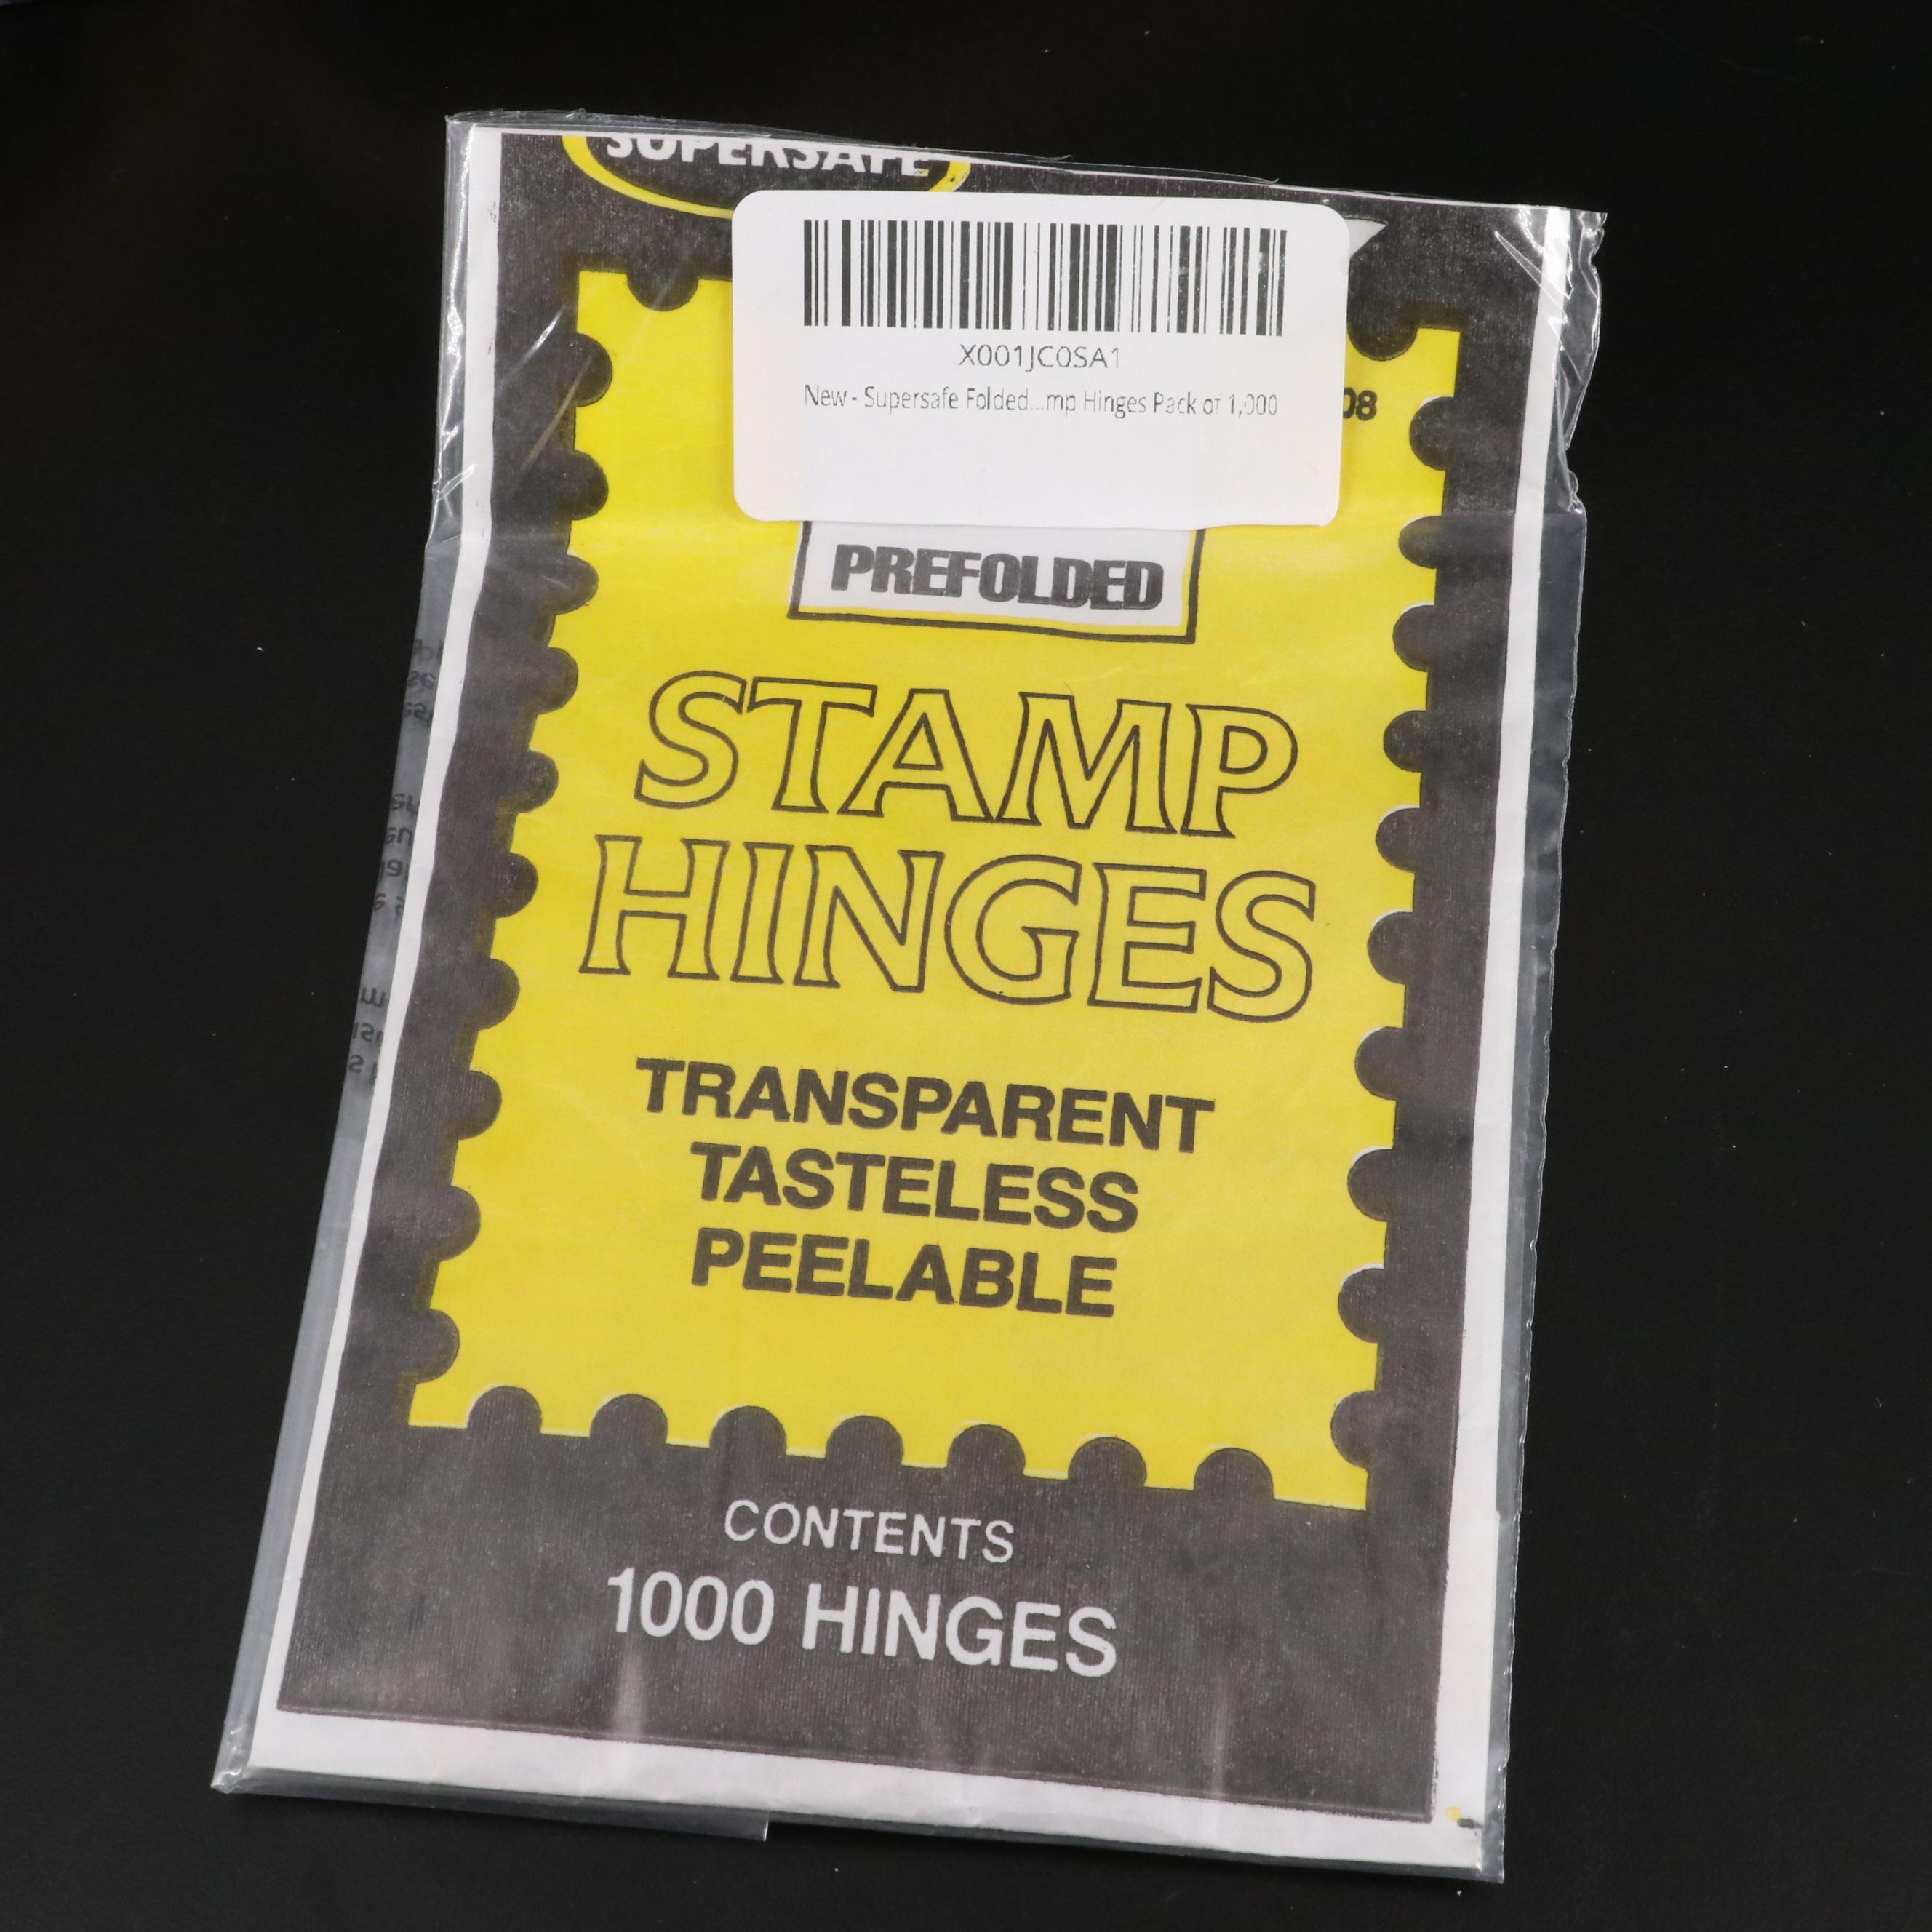 SUPERSAFE
X001JC0SA1
New - Supersafe Folded...mp Hinges Pack of 1,000
08
PREFOLDED
STAMP
HINGES
TRANSPARENT
TASTELESS
PEELABLE
CONTENTS
1000 HINGES